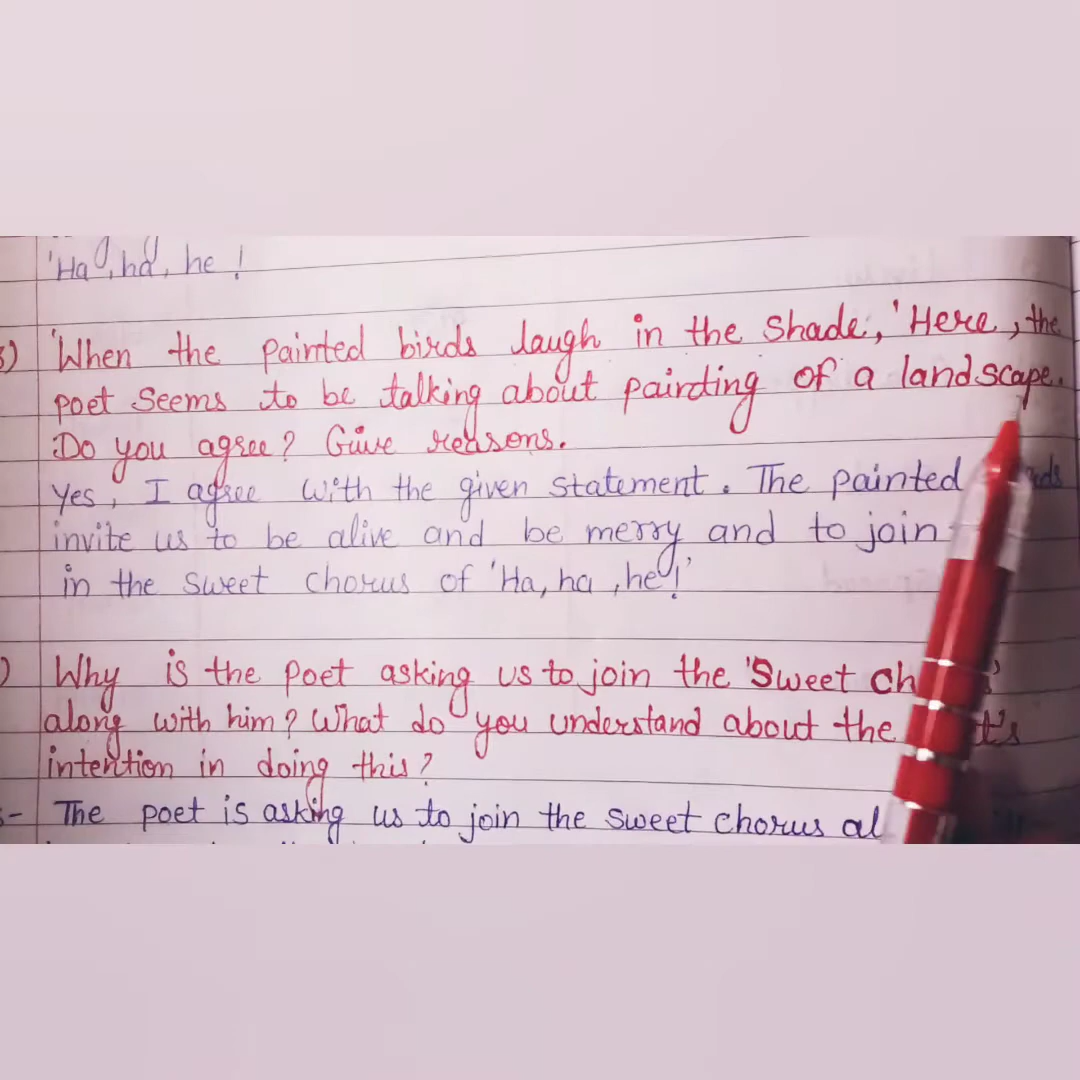 'Ha, ha, he !
3) 'When the painted birds laugh in the shade,' Here, the
poet seems to be talking about painting of a landscape.
Do you agree? Give reasons.
Yes, I agree with the given statement. The painted
invite us to be alive and be merry and to join
in the sweet chorus of 'Ha, ha, he!'
) Why is the poet asking us to join the 'Sweet
along with him? What do you understand about the
intention in doing this?
:- The poet is asking us to join the sweet chorus al